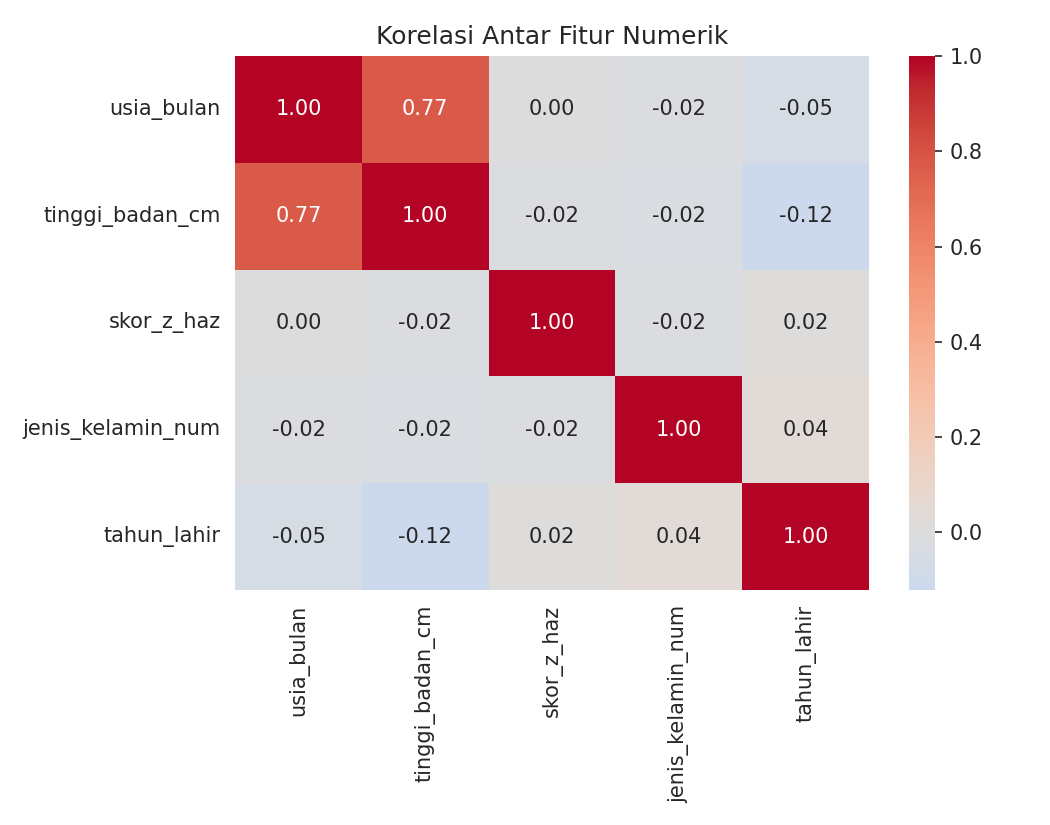 Korelasi Antar Fitur Numerik
usia_bulan 1.00 0.77 0.00 -0.02 -0.05
tinggi_badan_cm 0.77 1.00 -0.02 -0.02 -0.12
skor_z_haz 0.00 -0.02 1.00 -0.02 0.02
jenis_kelamin_num -0.02 -0.02 -0.02 1.00 0.04
tahun_lahir -0.05 -0.12 0.02 0.04 1.00
usia_bulan
tinggi_badan_cm
skor_z_haz
jenis_kelamin_num
tahun_lahir
1.0
0.8
0.6
0.4
0.2
0.0